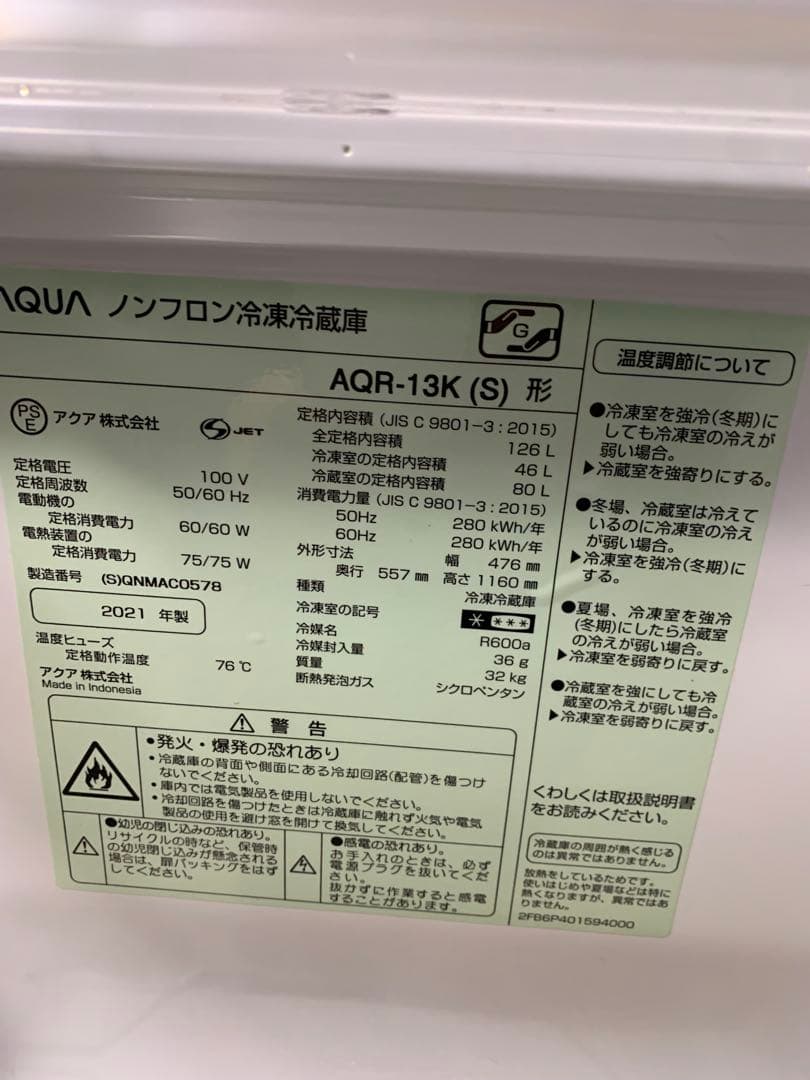 AQUA ノンフロン冷凍冷蔵庫
G
AQR-13K (S) 形
PS
E
アクア 株式会社
S JET
定格電圧 100 V
定格周波数 50/60 Hz
電動機の
定格消費電力 60/60 W
電熱装置の
定格消費電力 75/75 W
製造番号 (S)QNMAC0578
2021 年製
温度ヒューズ
定格動作温度 76 ℃
アクア 株式会社
Made in Indonesia
定格内容積 (JIS C 9801-3 : 2015)
全定格内容積 126 L
冷凍室の定格内容積 46 L
冷蔵室の定格内容積 80 L
消費電力量 (JIS C 9801-3 : 2015)
50Hz 280 kWh/年
60Hz 280 kWh/年
外形寸法 幅 476 ㎜
奥行 557 ㎜ 高さ 1160 ㎜
種類 冷凍冷蔵庫
冷凍室の記号 * ***
冷媒名 R600a
冷媒封入量 36 g
質量 32 kg
断熱発泡ガス シクロペンタン
⚠ 警 告
●発火・爆発の恐れあり
・冷蔵庫の背面や側面にある冷却回路(配管)を傷つけ
ないでください。
・庫内では電気製品を使用しないでください。
・冷却回路を傷つけたときは冷蔵庫に触れず火気や電気
製品の使用を避け窓を開けて換気してください。
●幼児の閉じ込みの恐れあり。
リサイクルの時など、保管時
の幼児閉じ込みが懸念される
場合は、扉パッキングをはず
してください。
●感電の恐れあり。
お手入れのときは、必ず
電源プラグを抜いてくだ
さい。
抜かずに作業すると感電
することがあります。
温度調節について
●冷凍室を強冷(冬期)に
しても冷凍室の冷えが
弱い場合。
▶冷蔵室を強寄りにする。
●冬場、冷蔵室は冷えて
いるのに冷凍室の冷え
が弱い場合。
▶冷凍室を強冷(冬期)に
する。
●夏場、冷凍室を強冷
(冬期)にしたら冷蔵室
の冷えが弱い場合。
▶冷凍室を弱寄りに戻す。
●冷蔵室を強にしても冷
蔵室の冷えが弱い場合。
▶冷凍室を弱寄りに戻す。
くわしくは取扱説明書
をお読みください。
冷蔵庫の周囲が熱く感じる
のは異常ではありません。
放熱をしているためです。
使いはじめや夏場などは特に
熱くなりますが、異常ではあ
りません。
2FB6P401594000